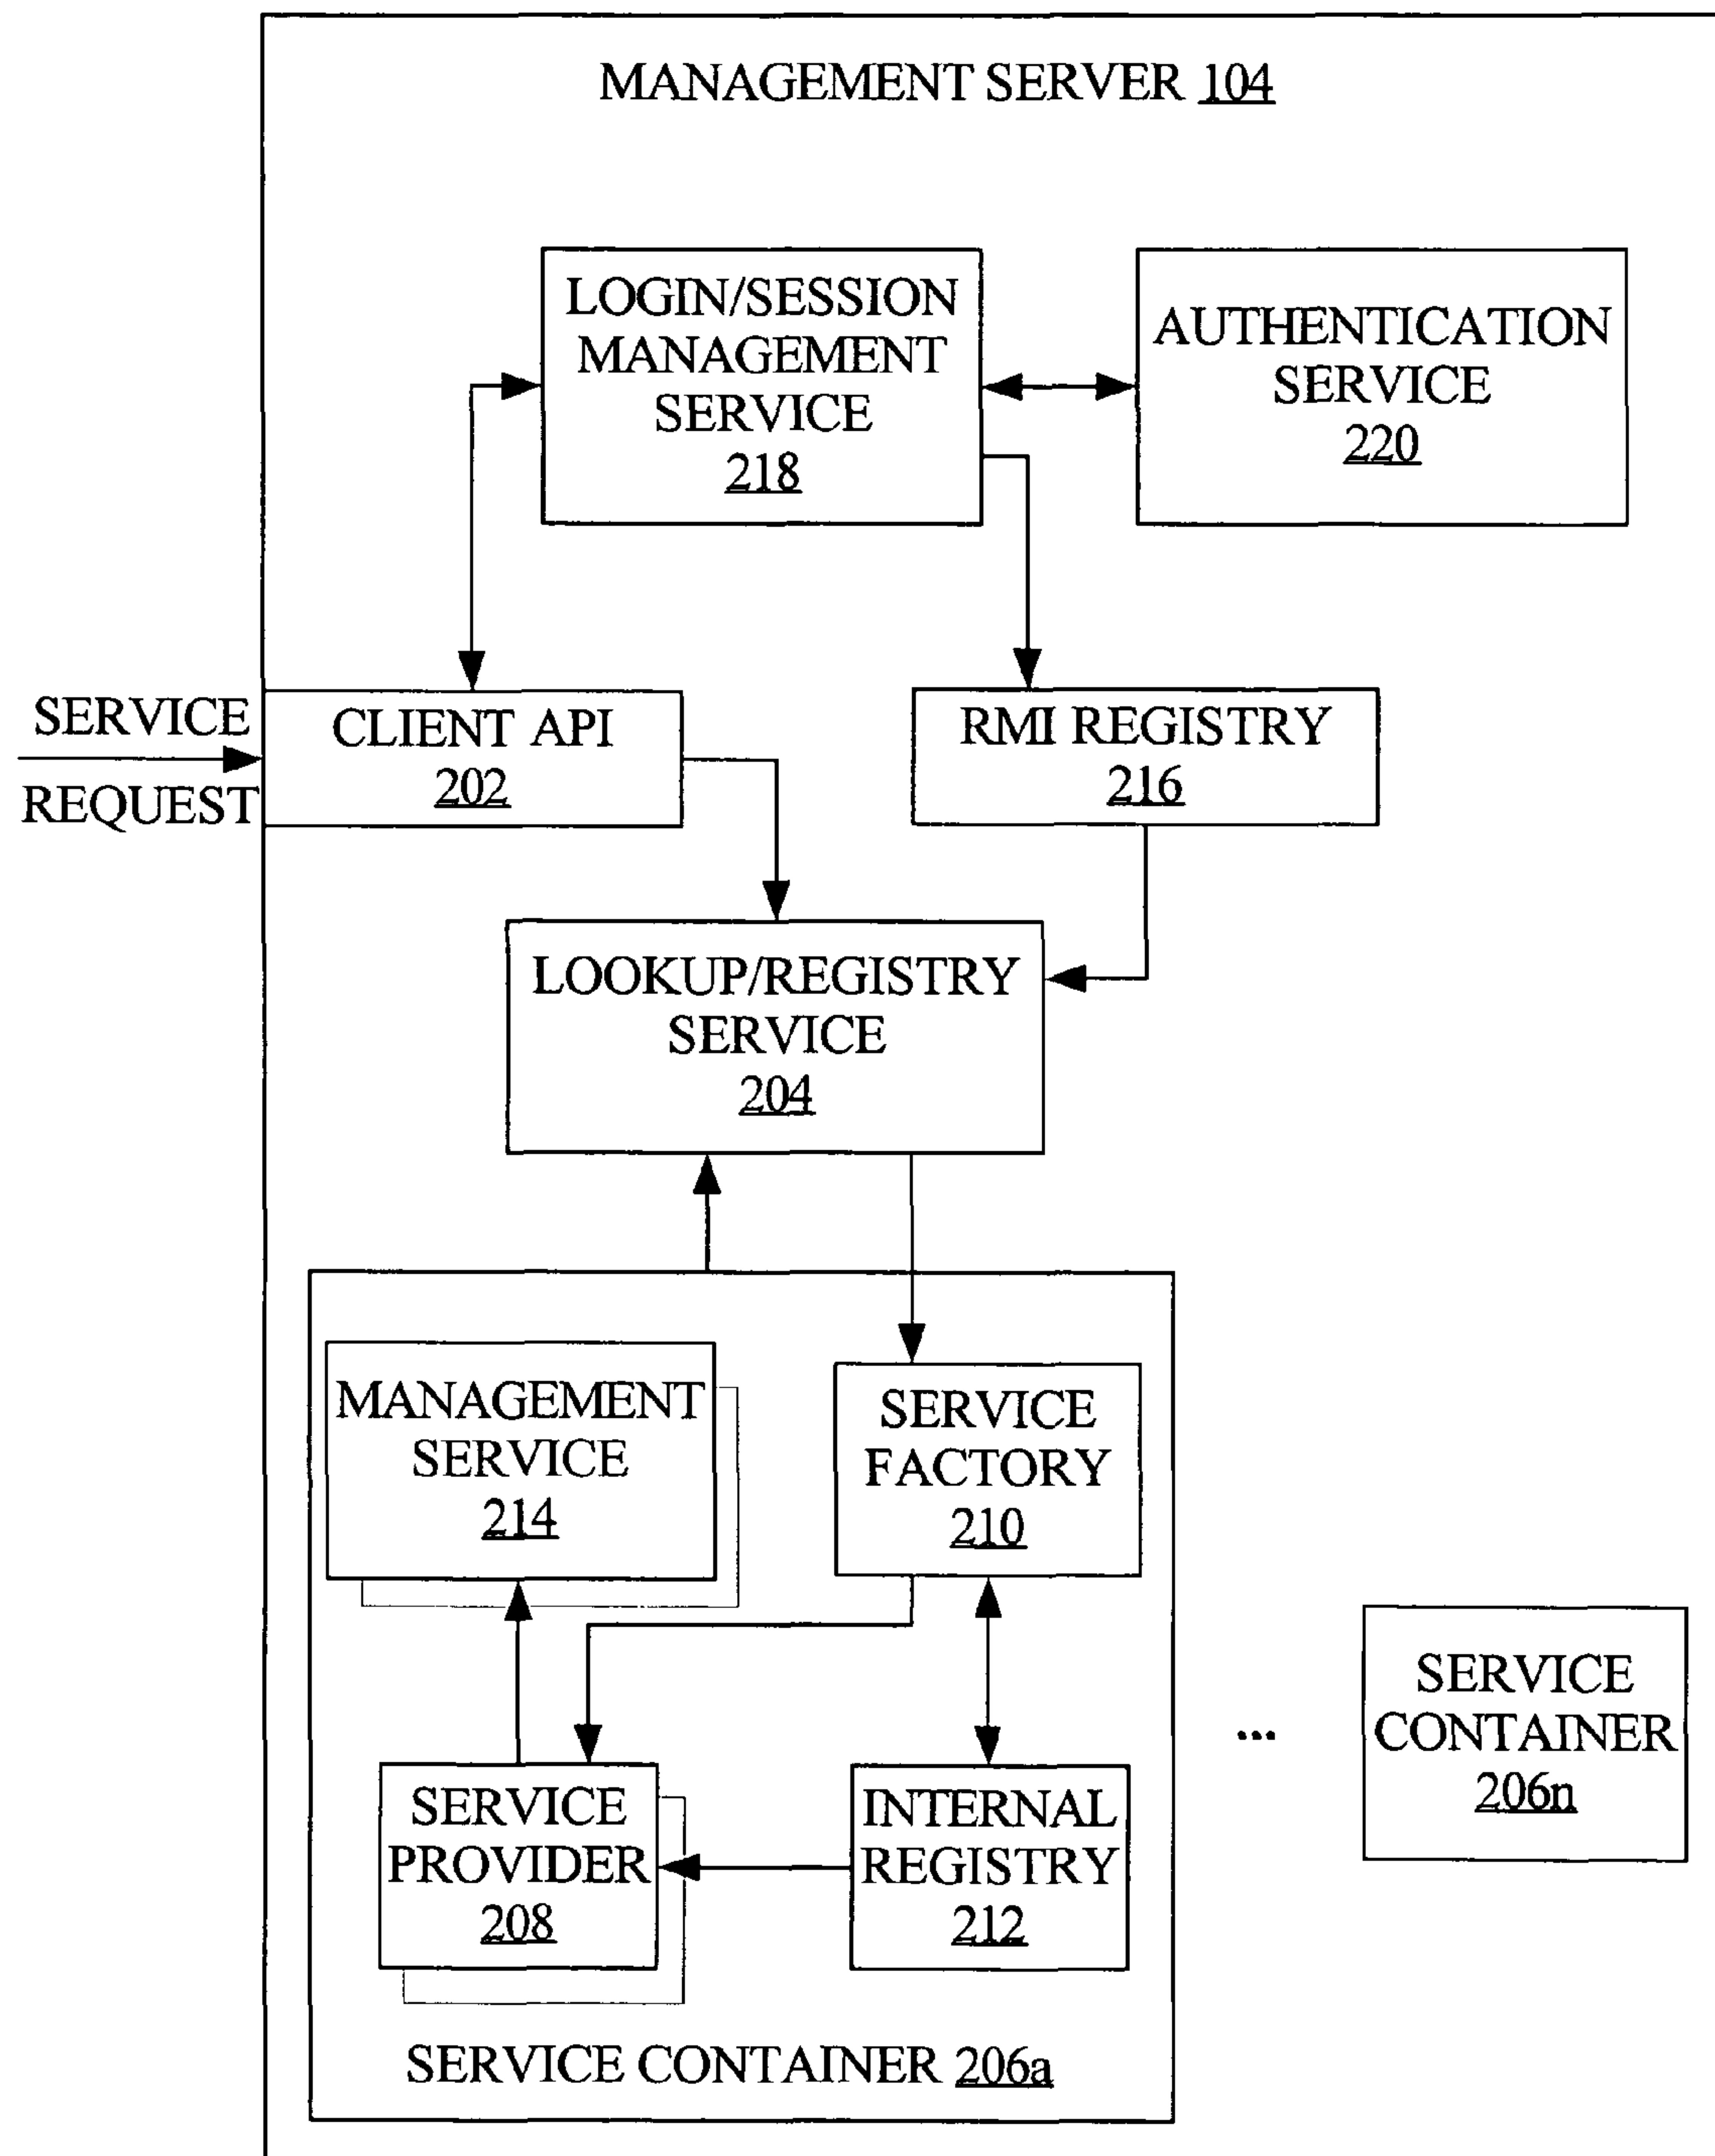 MANAGEMENT SERVER 104
LOGIN/SESSION
MANAGEMENT
SERVICE
218
AUTHENTICATION
SERVICE
220
SERVICE
REQUEST
CLIENT API
202
RMI REGISTRY
216
LOOKUP/REGISTRY
SERVICE
204
MANAGEMENT
SERVICE
214
SERVICE
FACTORY
210
SERVICE
PROVIDER
208
INTERNAL
REGISTRY
212
SERVICE CONTAINER 206a
...
SERVICE
CONTAINER
206n